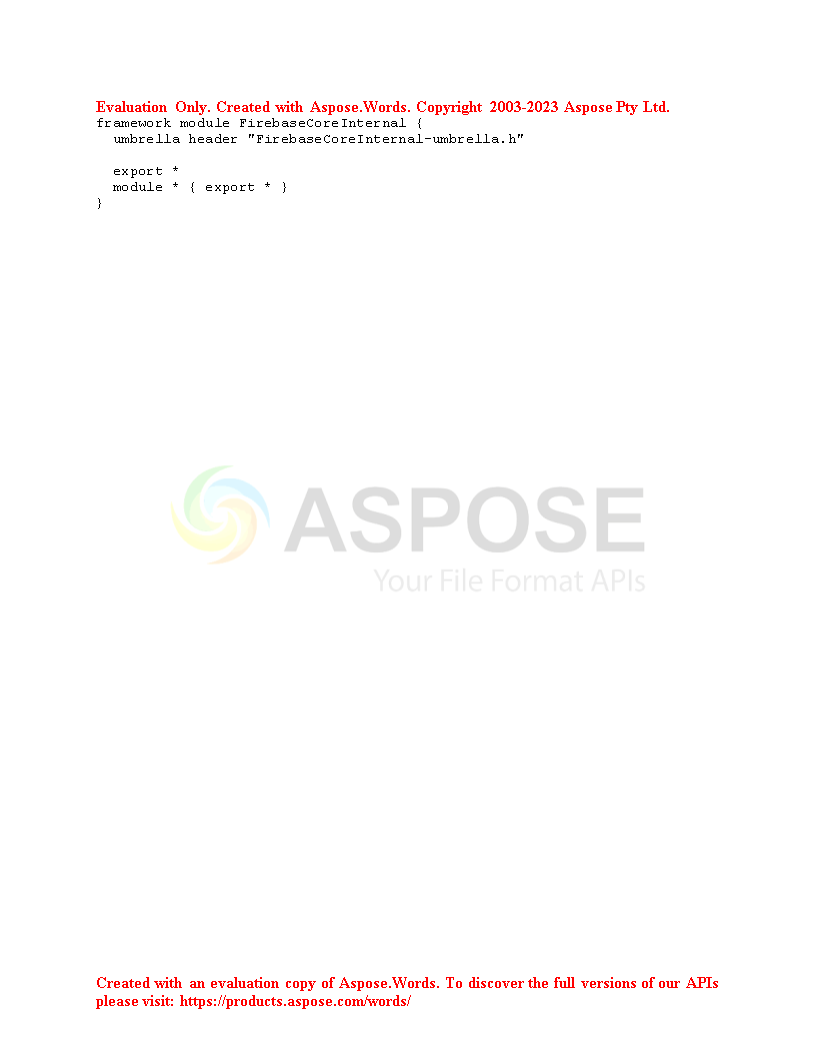 Evaluation Only. Created with Aspose.Words. Copyright 2003-2023 Aspose Pty Ltd.
framework module FirebaseCoreInternal {
  umbrella header "FirebaseCoreInternal-umbrella.h"

  export *
  module * { export * }
}
ASPOSE
Your File Format APIs
Created with an evaluation copy of Aspose.Words. To discover the full versions of our APIs
please visit: https://products.aspose.com/words/